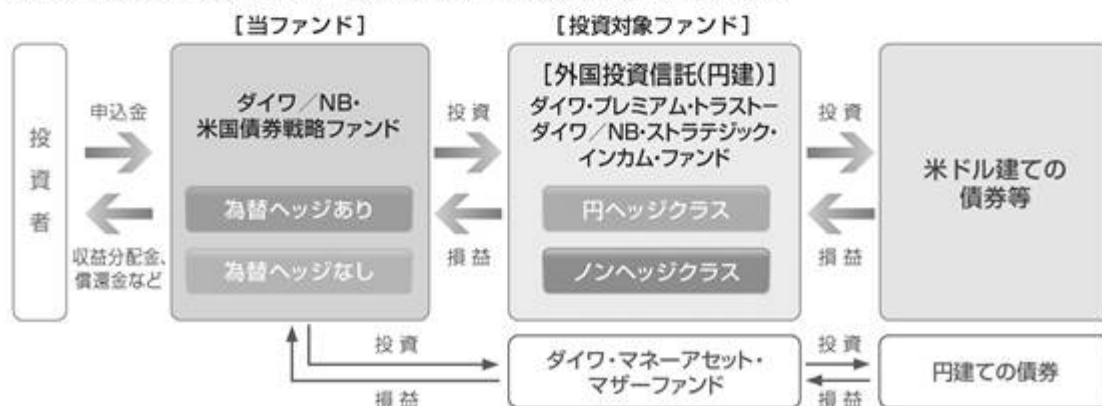 [当ファンド]
[投資対象ファンド]
投資者
申込金
収益分配金、
償還金など
ダイワ／NB・
米国債券戦略ファンド
為替ヘッジあり
為替ヘッジなし
投資
損益
[外国投資信託(円建)]
ダイワ・プレミアム・トラスト－
ダイワ／NB・ストラテジック・
インカム・ファンド
円ヘッジクラス
ノンヘッジクラス
投資
損益
米ドル建ての
債券等
投資
損益
ダイワ・マネーアセット・
マザーファンド
投資
損益
円建ての債券